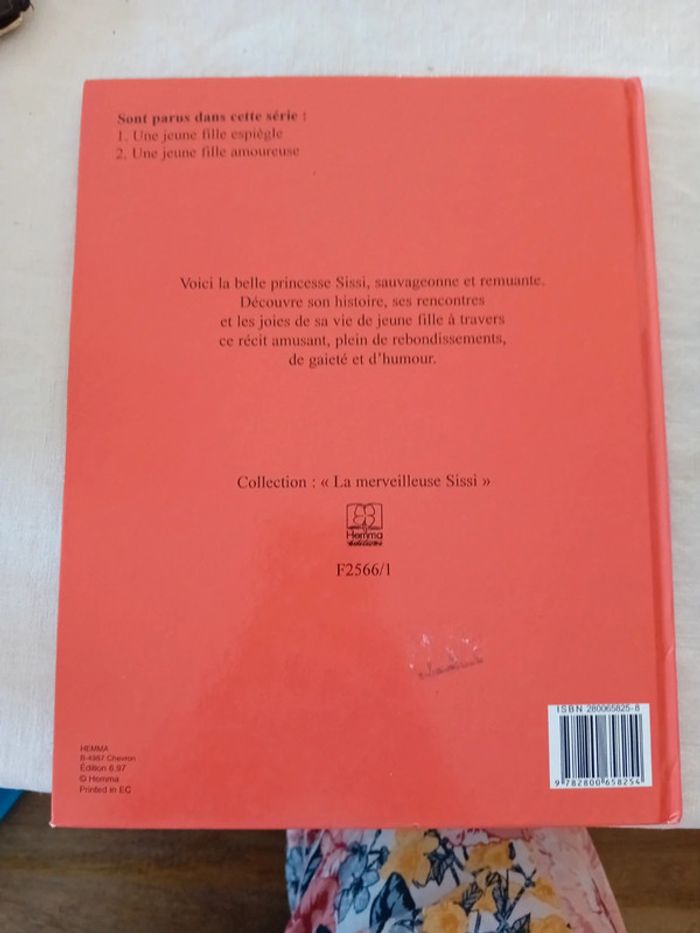 Sont parus dans cette série :
1. Une jeune fille espiègle
2. Une jeune fille amoureuse
Voici la belle princesse Sissi, sauvageonne et remuante.
Découvre son histoire, ses rencontres
et les joies de sa vie de jeune fille à travers
ce récit amusant, plein de rebondissements,
de gaieté et d'humour.
Collection : « La merveilleuse Sissi »
Hemma
éditions
F2566/1
HEMMA
B-4987 Chevron
Édition 6.97
© Hemma
Printed in EC
ISBN 280065825-8
9 782800 658254